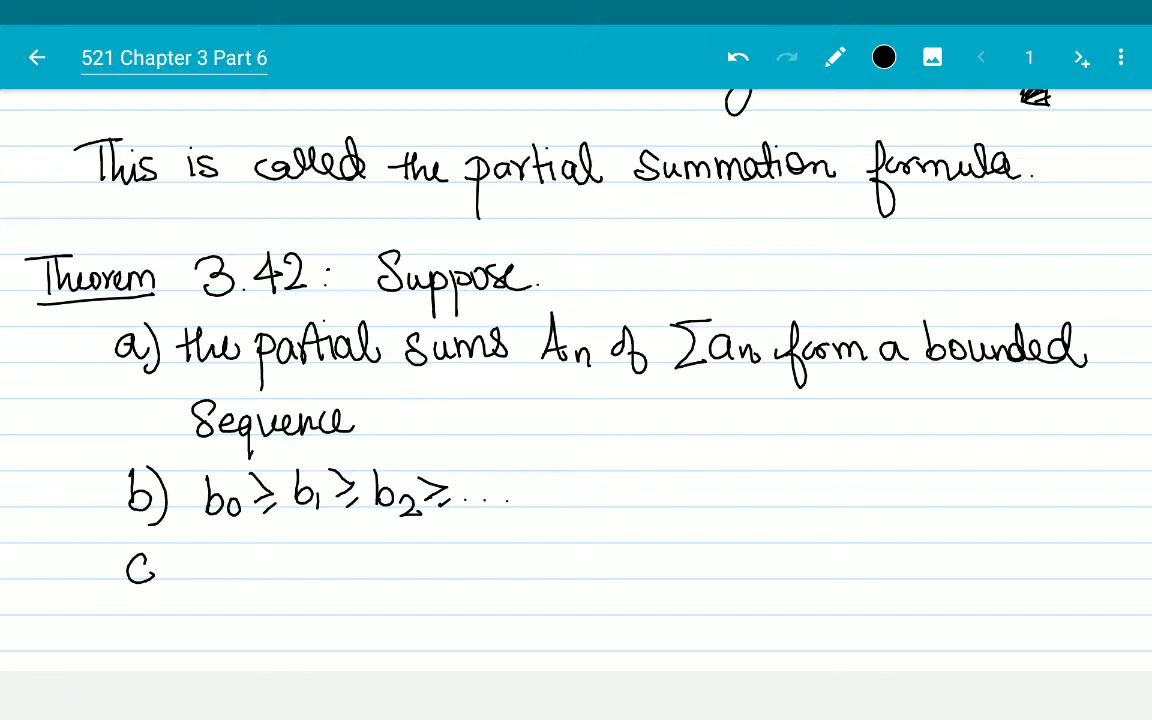 521 Chapter 3 Part 6
1
This is called the partial summation formula.
Theorem 3.42: Suppose.
a) the partial sums An of ∑an form a bounded
Sequence
b) b₀ ⩾ b₁ ⩾ b₂ ⩾ ....
C